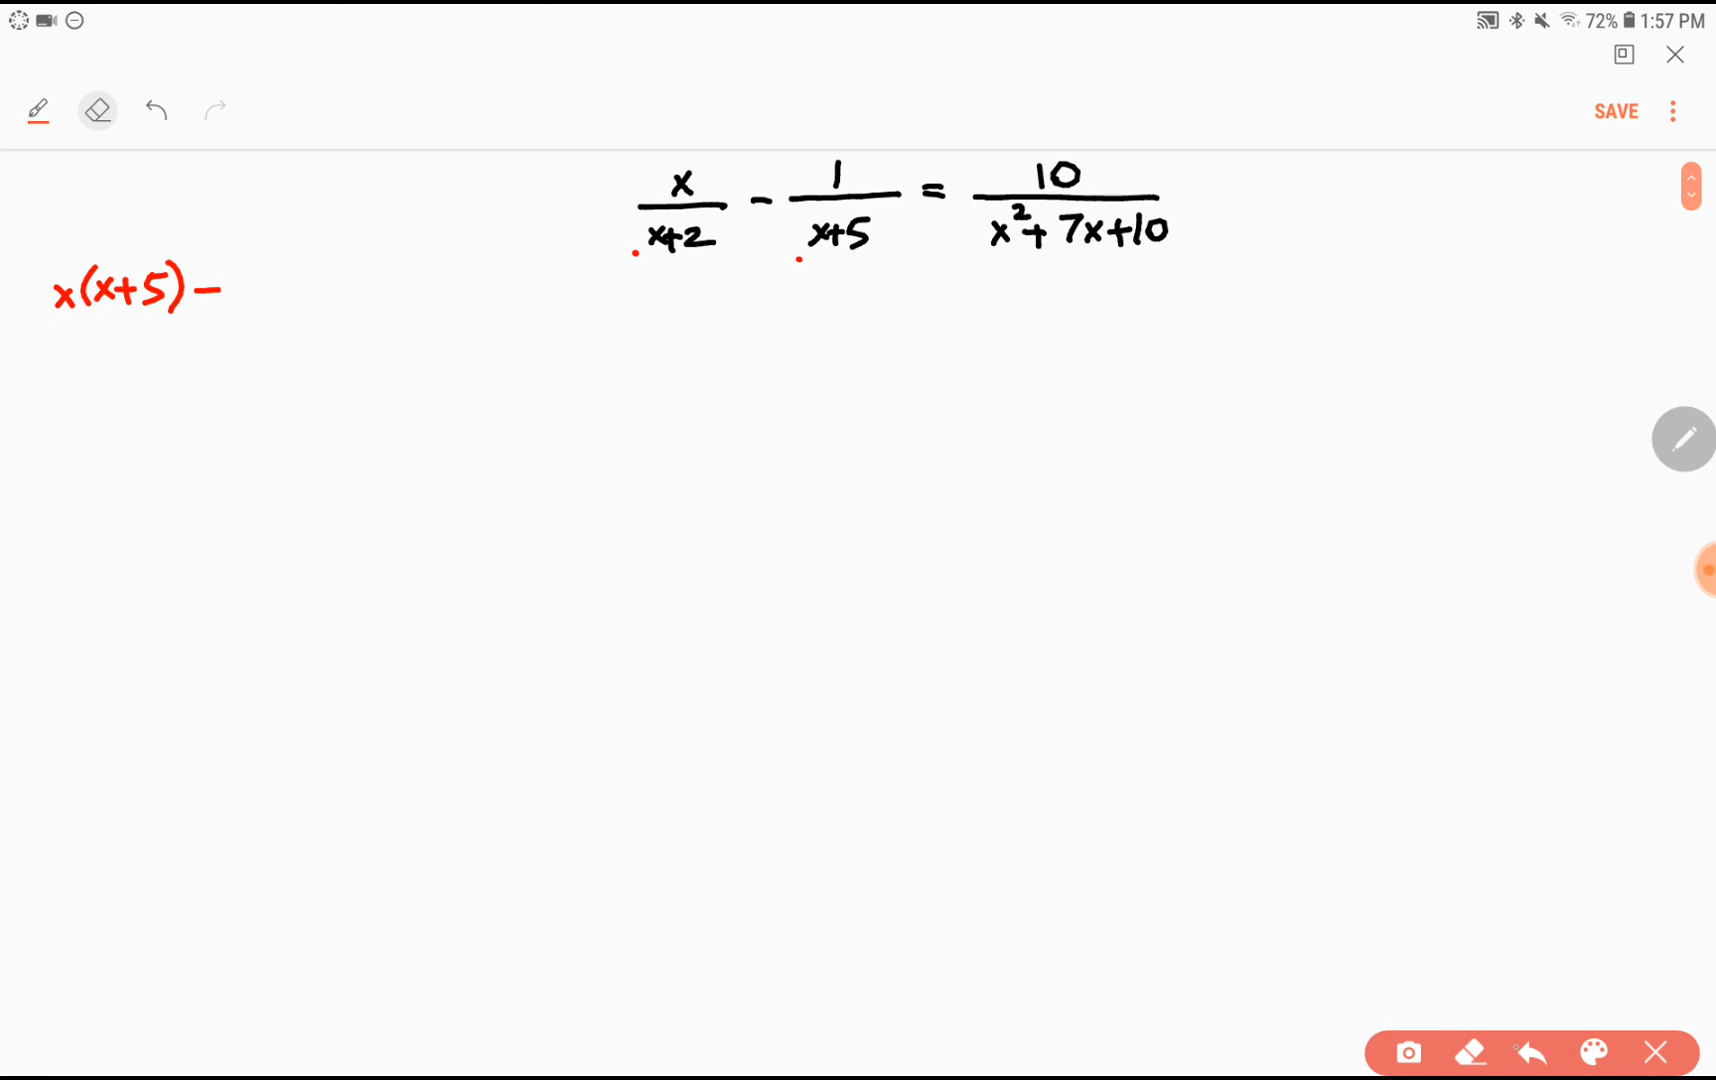 72% 1:57 PM
SAVE
x/(x+2) - 1/(x+5) = 10/(x²+7x+10)
x(x+5) -